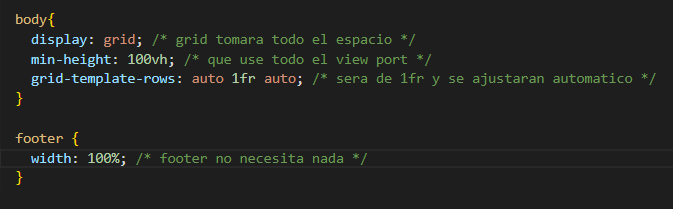 body{
  display: grid; /* grid tomara todo el espacio */
  min-height: 100vh; /* que use todo el view port */
  grid-template-rows: auto 1fr auto; /* sera de 1fr y se ajustaran automatico */
}

footer {
  width: 100%; /* footer no necesita nada */
}